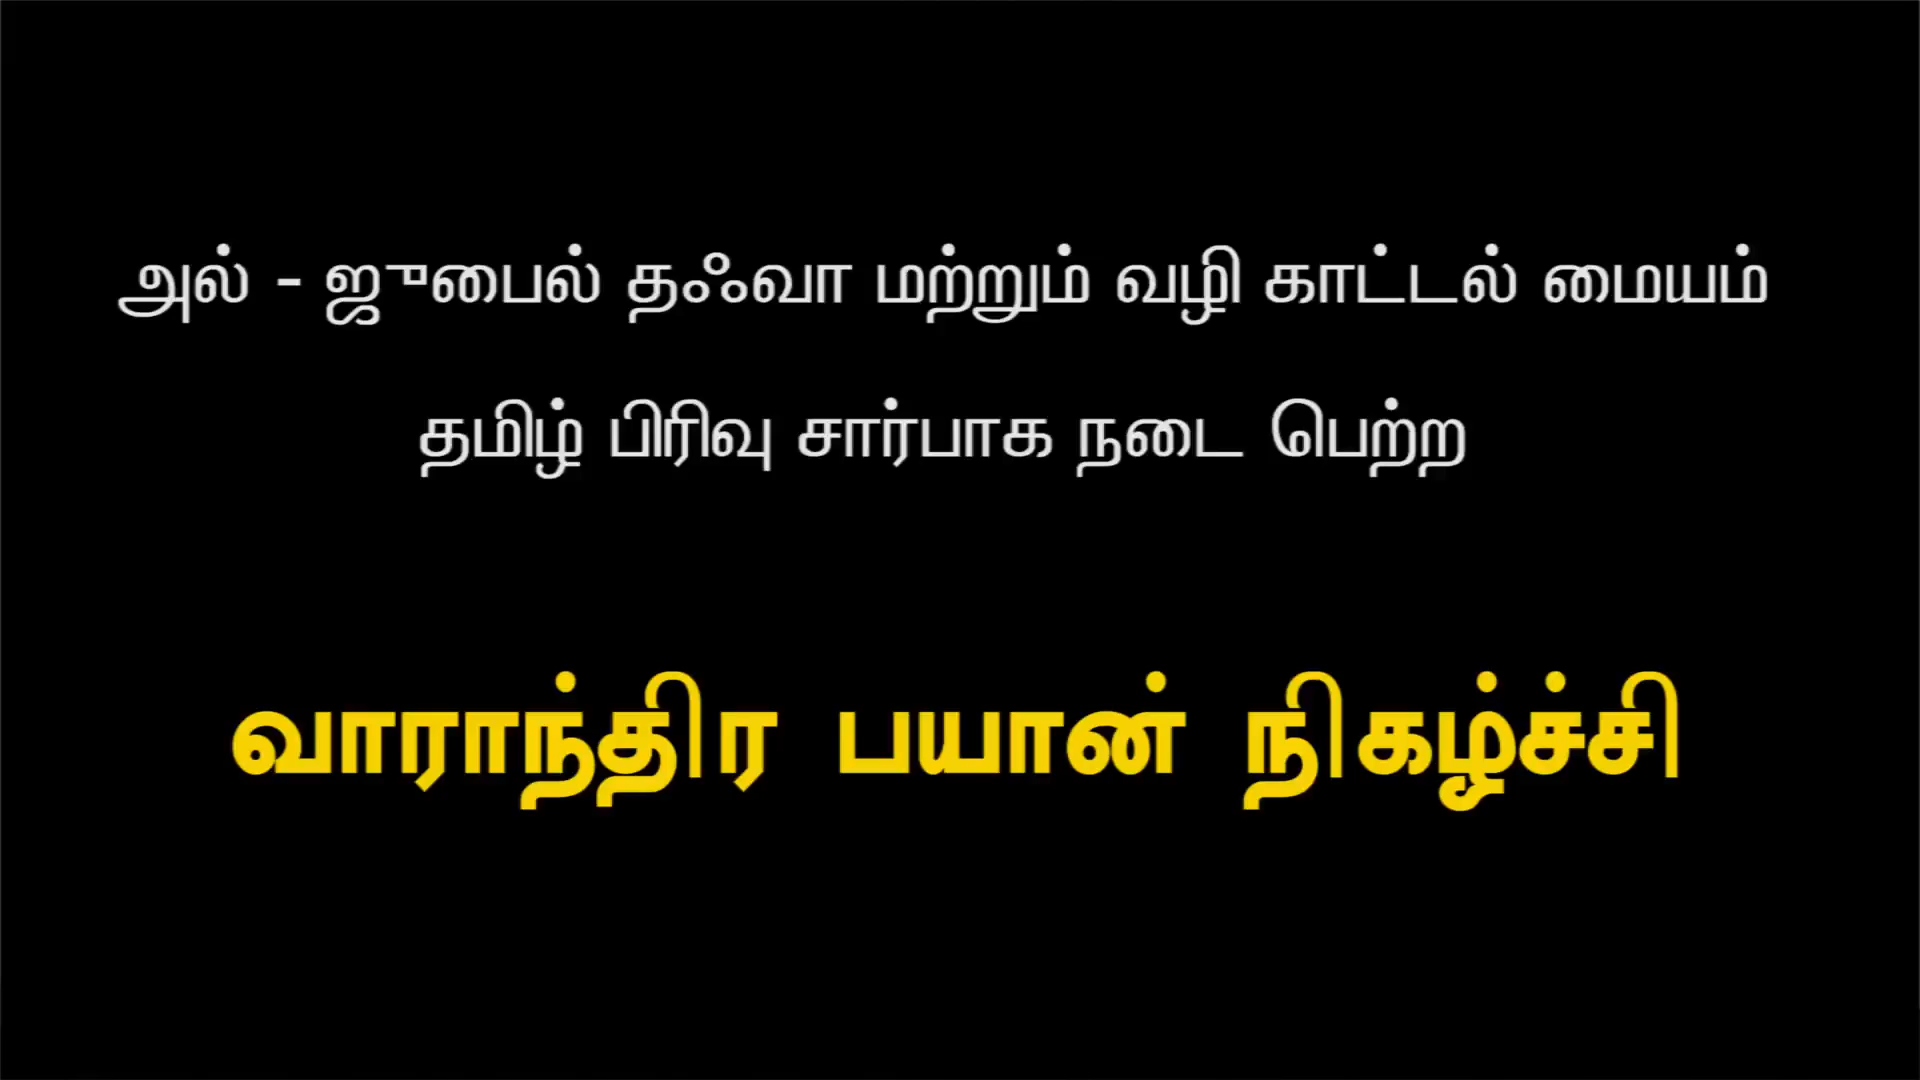 அல் - ஜுபைல் தஃவா மற்றும் வழி காட்டல் மையம்
தமிழ் பிரிவு சார்பாக நடை பெற்ற
வாராந்திர பயான் நிகழ்ச்சி